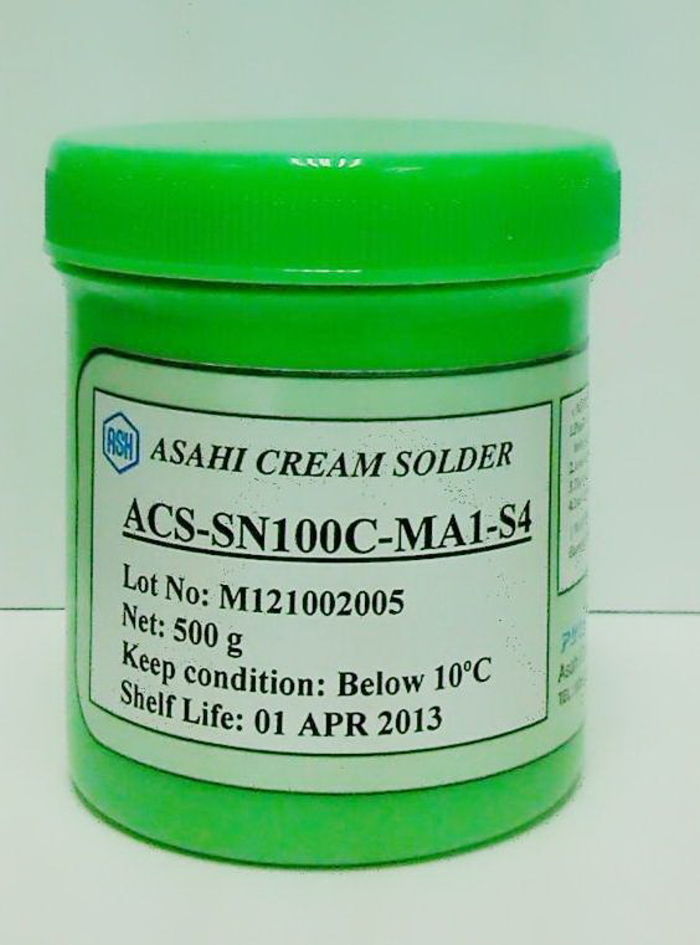 ASH
ASAHI CREAM SOLDER
ACS-SN100C-MA1-S4
Lot No: M121002005
Net: 500 g
Keep condition: Below 10°C
Shelf Life: 01 APR 2013